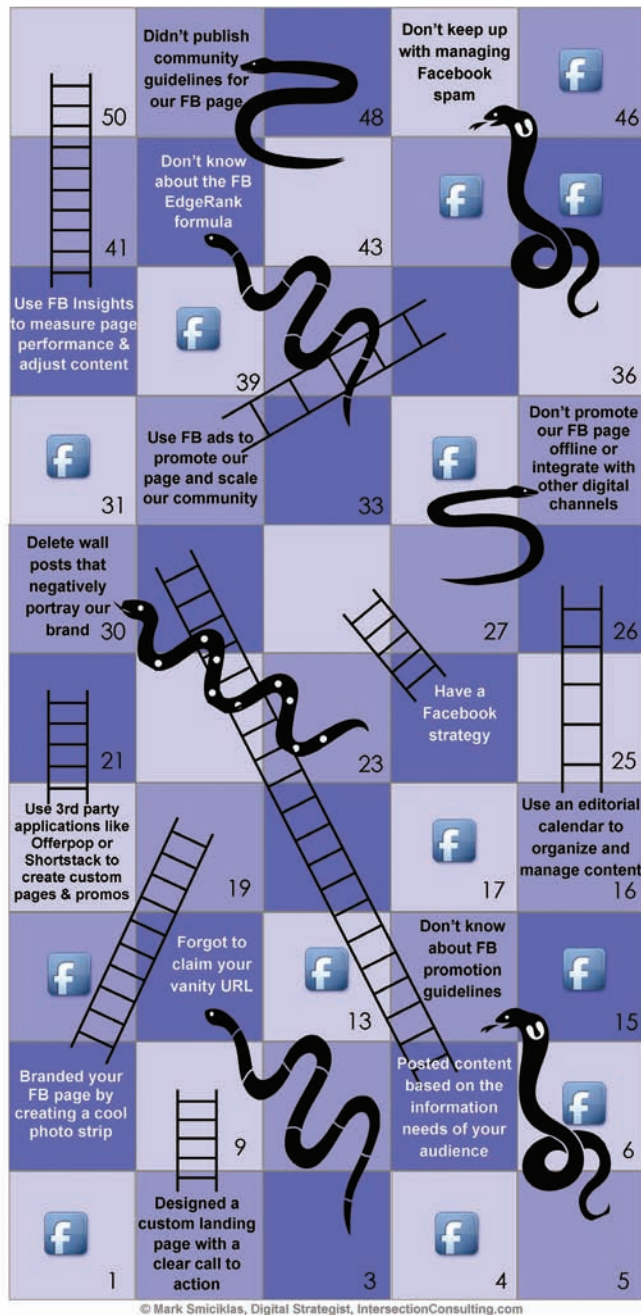 Didn't publish
community
guidelines for
our FB page
Don't keep up
with managing
Facebook
spam
50
48
46
Don't know
about the FB
EdgeRank
formula
41
43
Use FB Insights
to measure page
performance &
adjust content
39
36
Use FB ads to
promote our
page and scale
our community
Don't promote
our FB page
offline or
integrate with
other digital
channels
31
33
Delete wall
posts that
negatively
portray our
brand
30
27
26
Have a
Facebook
strategy
21
23
25
Use 3rd party
applications like
Offerpop or
Shortstack to
create custom
pages & promos
19
17
Use an editorial
calendar to
organize and
manage content
16
Forgot to
claim your
vanity URL
13
Don't know
about FB
promotion
guidelines
15
Branded your
FB page by
creating a cool
photo strip
9
Posted content
based on the
information
needs of your
audience
6
1
Designed a
custom landing
page with a
clear call to
action
3
4
5
© Mark Smiciklas, Digital Strategist, IntersectionConsulting.com